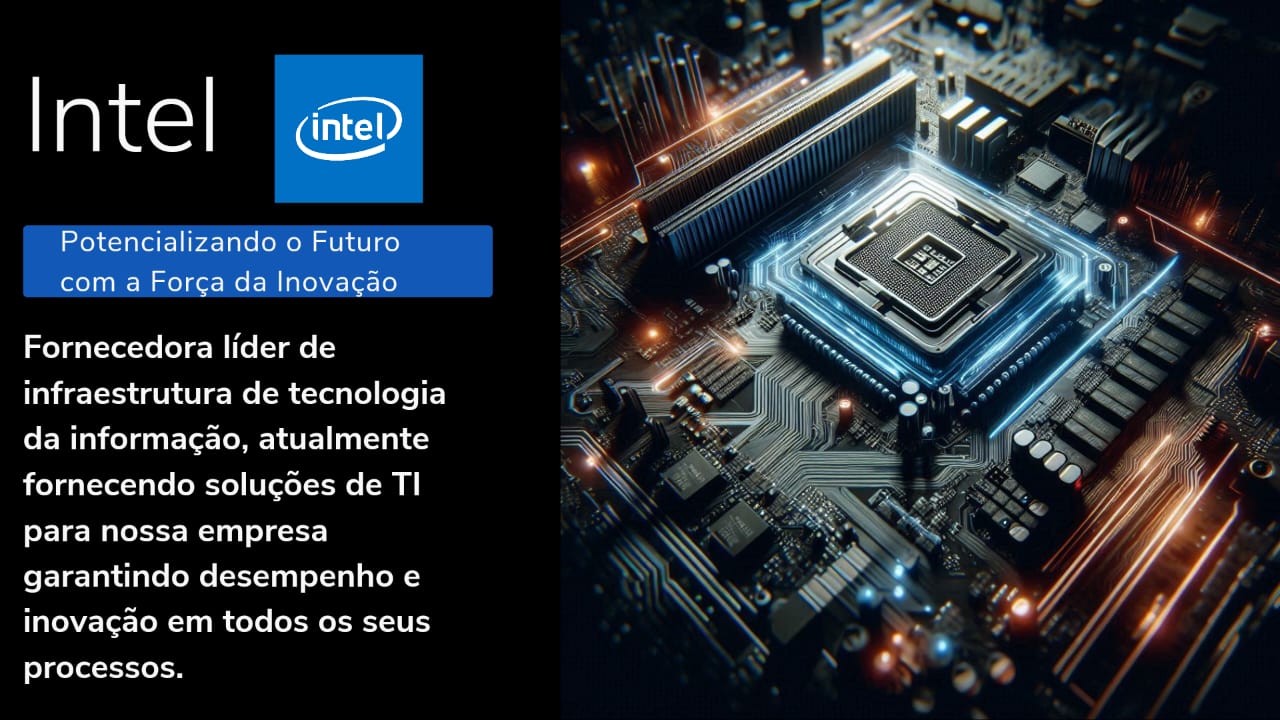 Intel
intel
Potencializando o Futuro
com a Força da Inovação
Fornecedora líder de
infraestrutura de tecnologia
da informação, atualmente
fornecendo soluções de TI
para nossa empresa
garantindo desempenho e
inovação em todos os seus
processos.